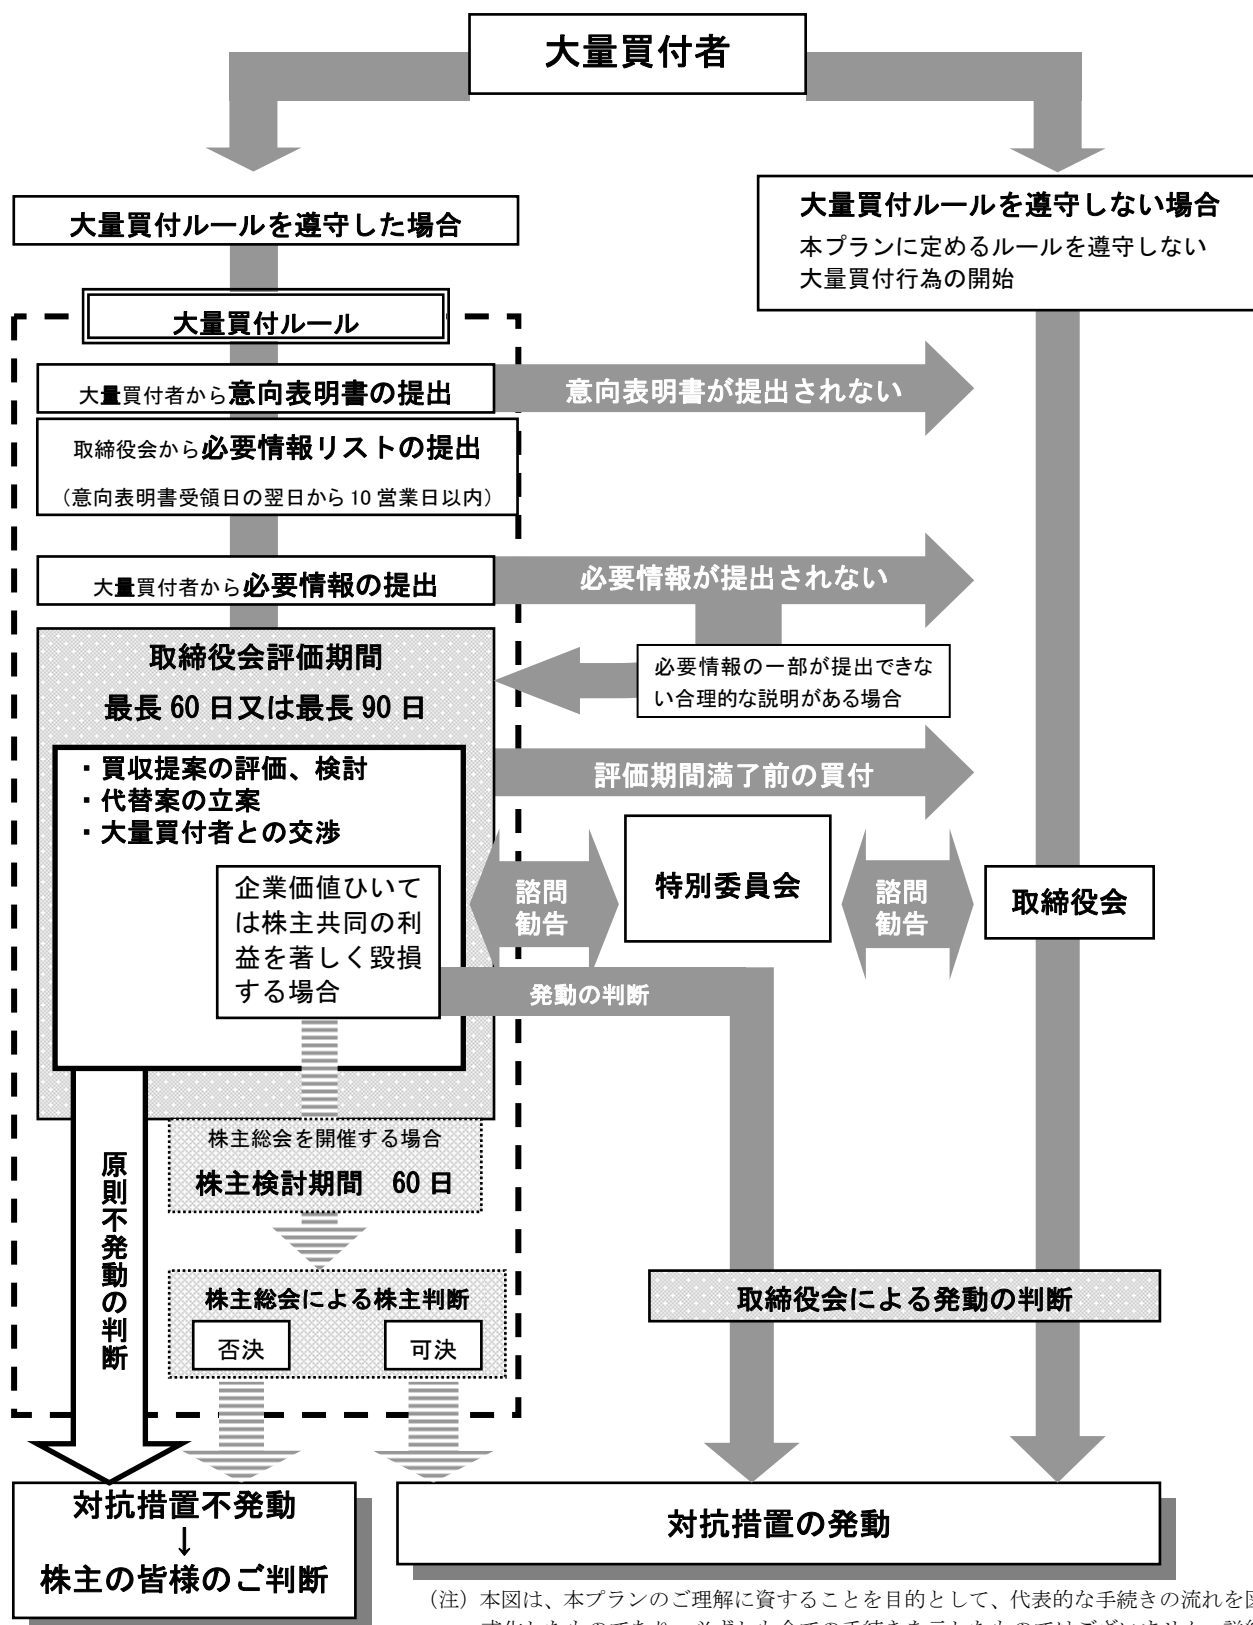 大量買付者
大量買付ルールを遵守した場合
大量買付ルールを遵守しない場合
本プランに定めるルールを遵守しない
大量買付行為の開始
大量買付ルール
大量買付者から意向表明書の提出
意向表明書が提出されない
取締役会から必要情報リストの提出
（意向表明書受領日の翌日から 10 営業日以内）
大量買付者から必要情報の提出
必要情報が提出されない
取締役会評価期間
最長 60 日又は最長 90 日
必要情報の一部が提出できな
い合理的な説明がある場合
・買収提案の評価、検討
・代替案の立案
・大量買付者との交渉
評価期間満了前の買付
企業価値ひいて
は株主共同の利
益を著しく毀損
する場合
諮問
勧告
特別委員会
諮問
勧告
取締役会
発動の判断
株主総会を開催する場合
株主検討期間　60 日
原則不発動の判断
株主総会による株主判断
否決
可決
取締役会による発動の判断
対抗措置不発動
↓
株主の皆様のご判断
対抗措置の発動
（注）本図は、本プランのご理解に資することを目的として、代表的な手続きの流れを図